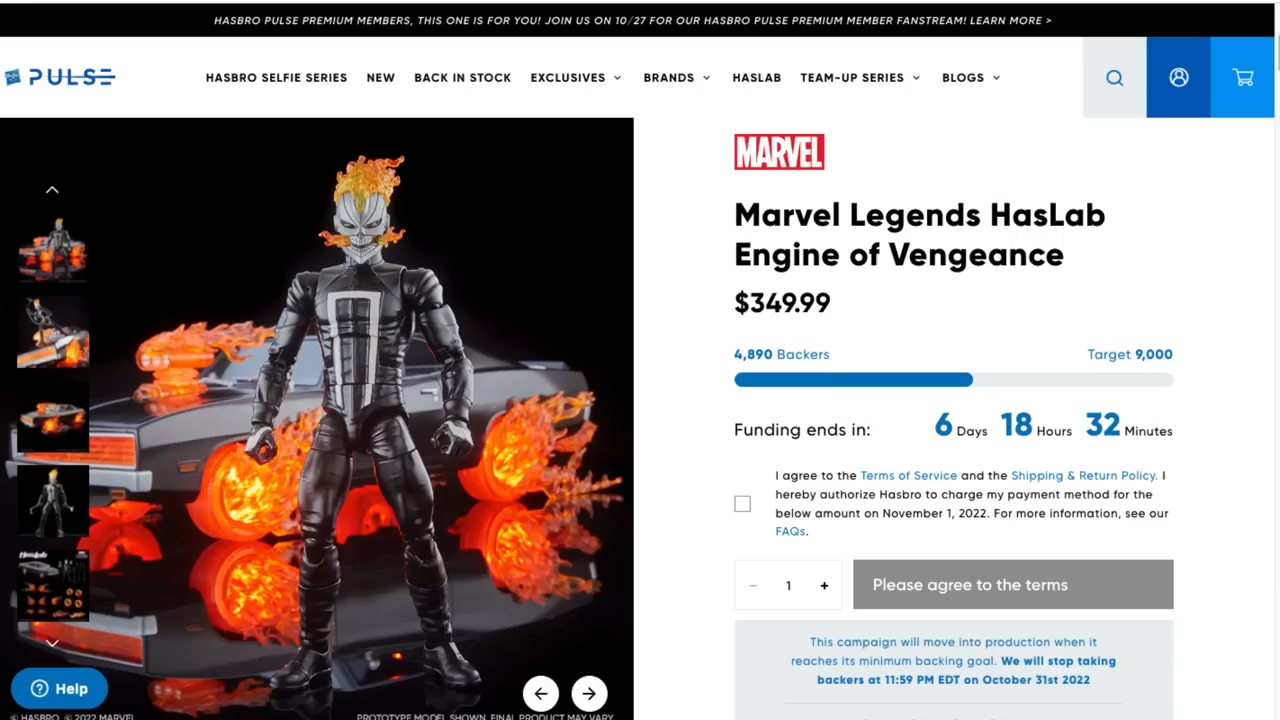 HASBRO PULSE PREMIUM MEMBERS, THIS ONE IS FOR YOU! JOIN US ON 10/27 FOR OUR HASBRO PULSE PREMIUM MEMBER FANSTREAM! LEARN MORE >
PULSE
HASBRO SELFIE SERIES NEW BACK IN STOCK EXCLUSIVES BRANDS HASLAB TEAM-UP SERIES BLOGS
MARVEL
Marvel Legends HasLab
Engine of Vengeance
$349.99
4,890 Backers Target 9,000
Funding ends in: 6 Days 18 Hours 32 Minutes
I agree to the Terms of Service and the Shipping & Return Policy. I
hereby authorize Hasbro to charge my payment method for the
below amount on November 1, 2022. For more information, see our
FAQs.
− 1 + Please agree to the terms
This campaign will move into production when it
reaches its minimum backing goal. We will stop taking
backers at 11:59 PM EDT on October 31st 2022
Help
© HASBRO. © 2022 MARVEL
PROTOTYPE MODEL SHOWN. FINAL PRODUCT MAY VARY